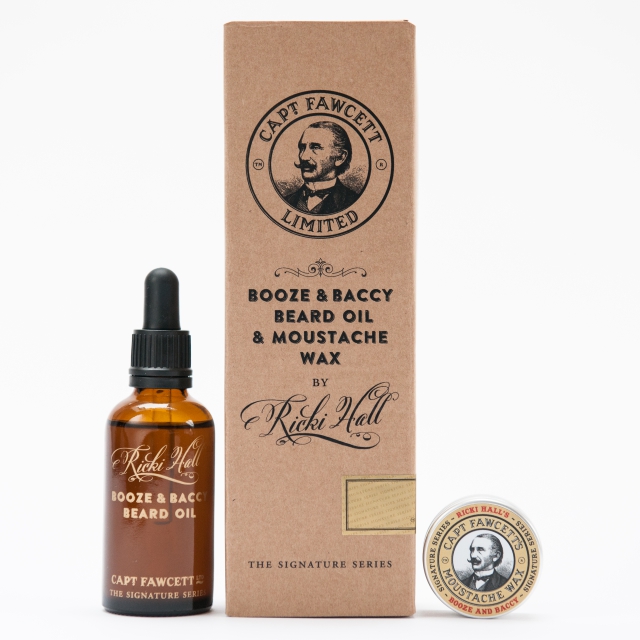 CAPT FAWCETT
TM
R
LIMITED
BOOZE & BACCY
BEARD OIL
& MOUSTACHE
WAX
BY
Ricki Hall
THE SIGNATURE SERIES
Ricki Hall
BOOZE & BACCY
BEARD OIL
CAPT FAWCETT
THE SIGNATURE SERIES
- RICKI HALL'S -
SIGNATURE SERIES
CAPT FAWCETT'S
MOUSTACHE WAX
SIGNATURE SERIES
BOOZE AND BACCY